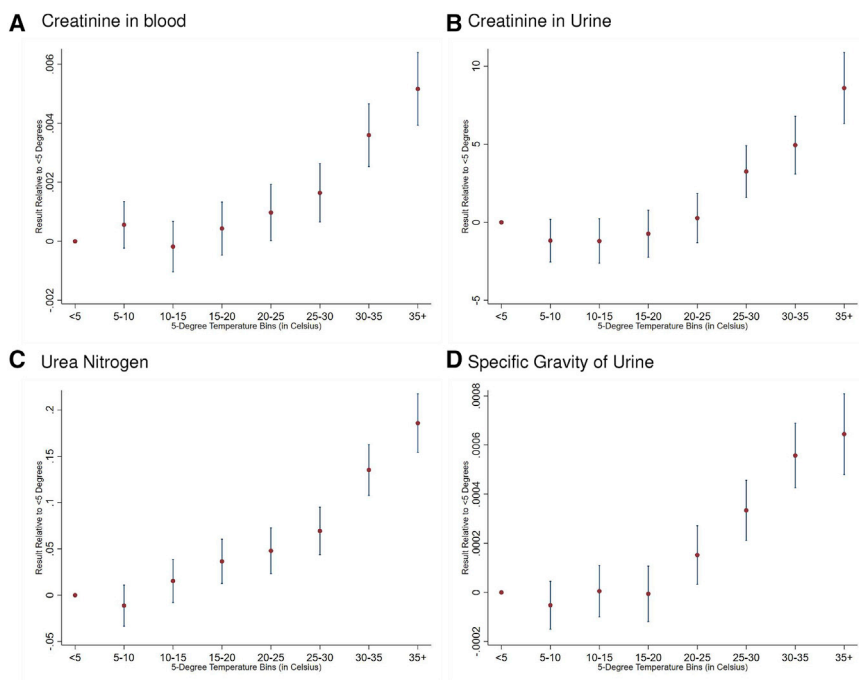 A Creatinine in blood
Result Relative to <5 Degrees
.006
.004
.002
0
-.002
<5 5-10 10-15 15-20 20-25 25-30 30-35 35+
5-Degree Temperature Bins (in Celsius)
B Creatinine in Urine
Result Relative to <5 Degrees
10
5
0
-5
<5 5-10 10-15 15-20 20-25 25-30 30-35 35+
5-Degree Temperature Bins (in Celsius)
C Urea Nitrogen
Result Relative to <5 Degrees
.2
.15
.1
.05
0
-.05
<5 5-10 10-15 15-20 20-25 25-30 30-35 35+
5-Degree Temperature Bins (in Celsius)
D Specific Gravity of Urine
Result Relative to <5 Degrees
.0008
.0006
.0004
.0002
0
-.0002
<5 5-10 10-15 15-20 20-25 25-30 30-35 35+
5-Degree Temperature Bins (in Celsius)